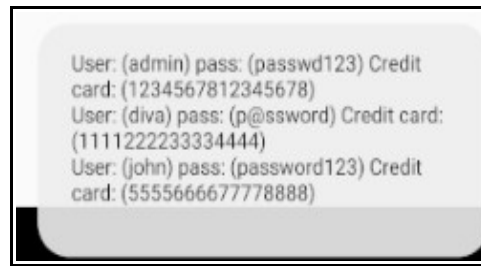 User: (admin) pass: (passwd123) Credit
card: (1234567812345678)
User: (diva) pass: (p@ssword) Credit card:
(1111222233334444)
User: (john) pass: (password123) Credit
card: (5555666677778888)